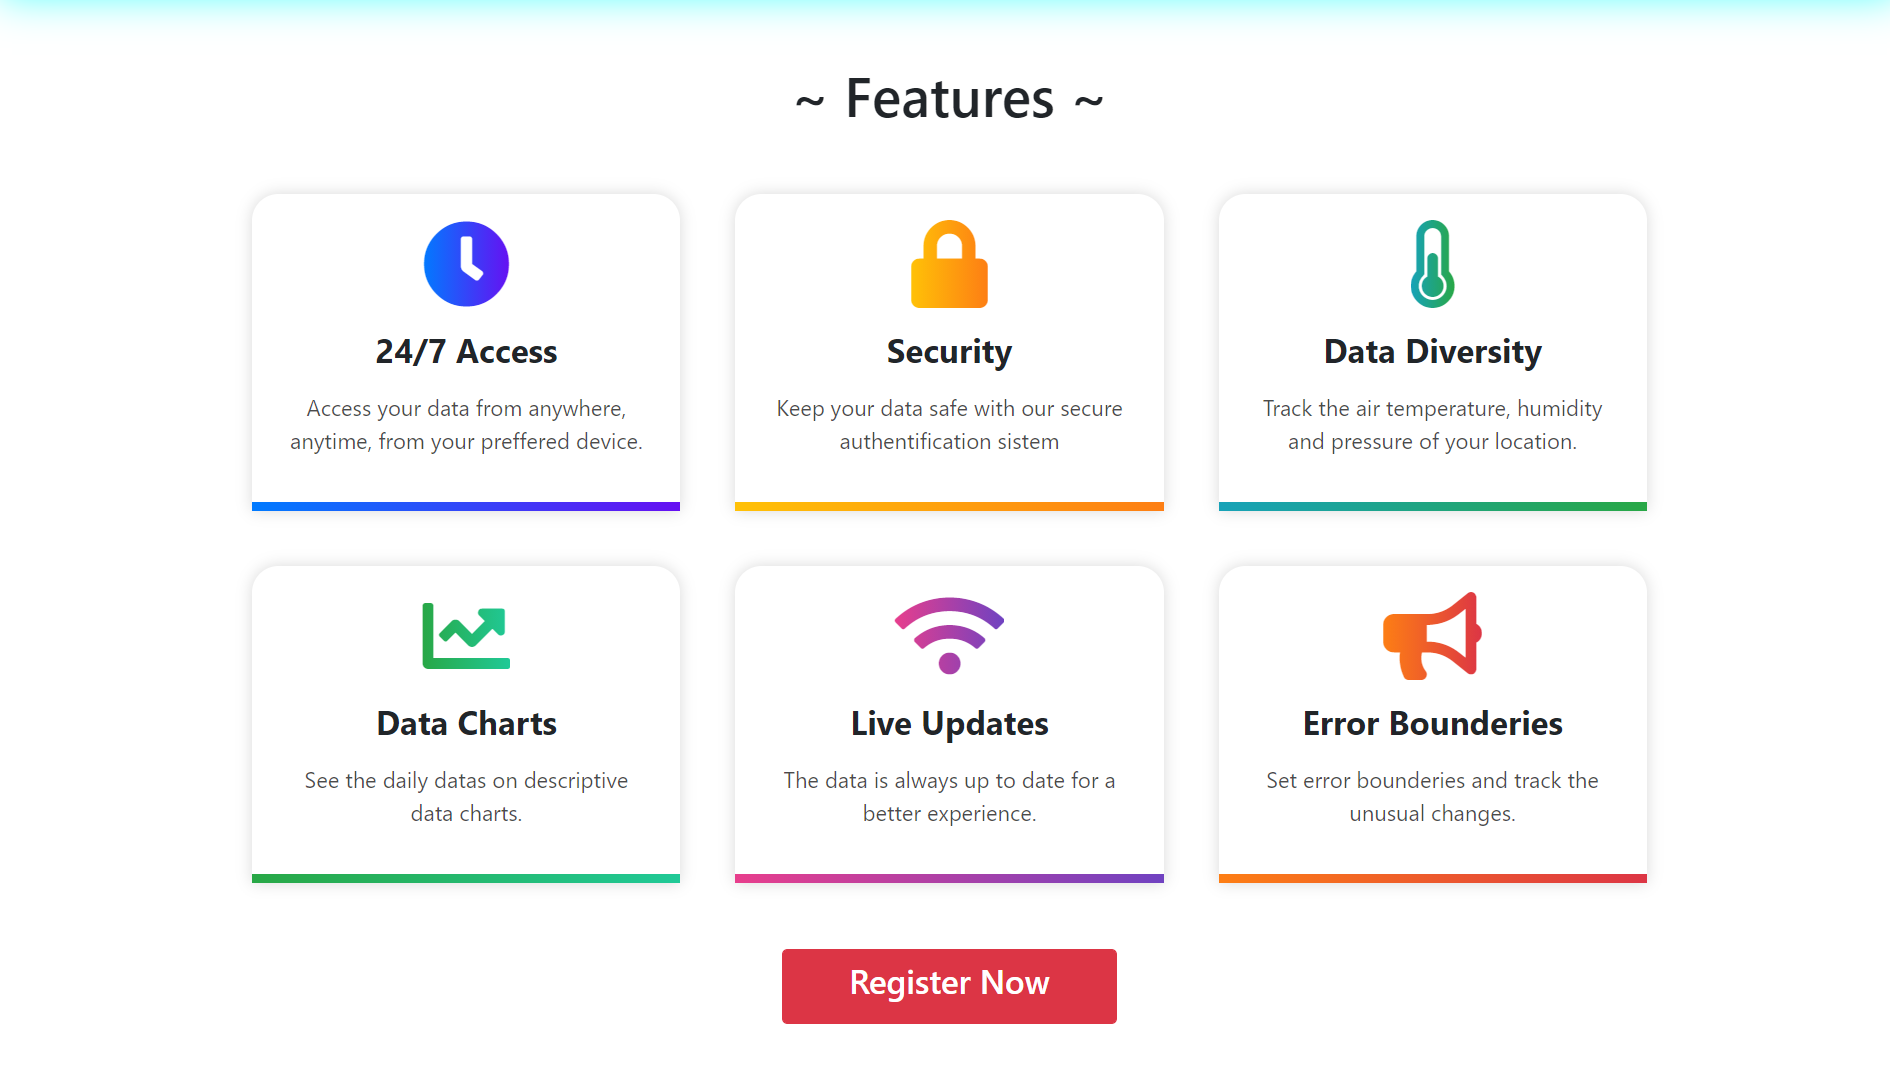 ~ Features ~
24/7 Access
Access your data from anywhere,
anytime, from your preffered device.
Security
Keep your data safe with our secure
authentification sistem
Data Diversity
Track the air temperature, humidity
and pressure of your location.
Data Charts
See the daily datas on descriptive
data charts.
Live Updates
The data is always up to date for a
better experience.
Error Bounderies
Set error bounderies and track the
unusual changes.
Register Now